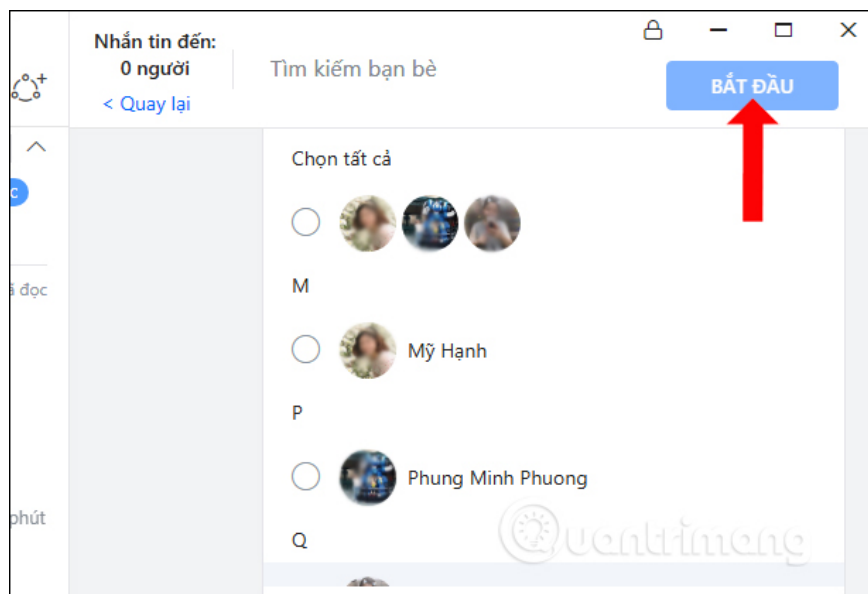 Nhắn tin đến:
0 người
< Quay lại
Tìm kiếm bạn bè
BẮT ĐẦU
đọc
phút
Chọn tất cả
M
Mỹ Hạnh
P
Phung Minh Phuong
Q
Quantrimang